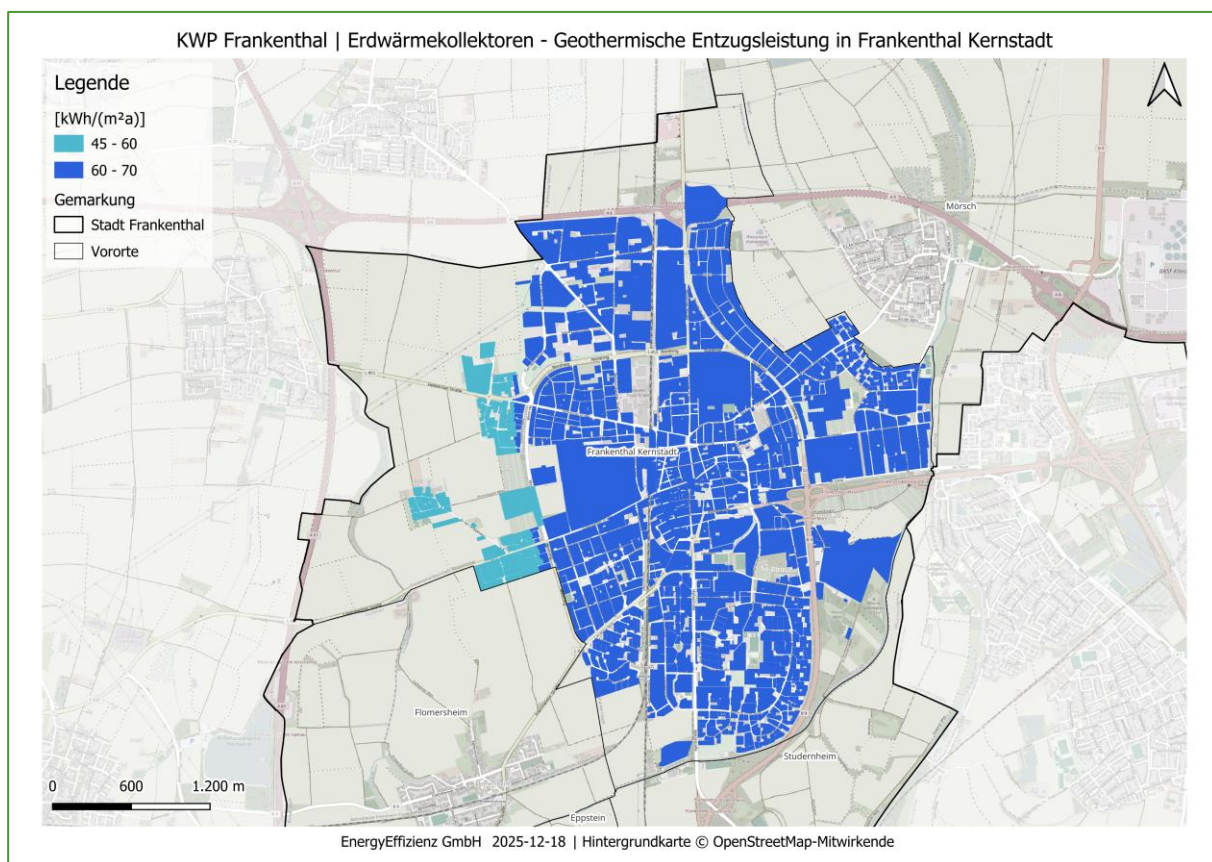 KWP Frankenthal | Erdwärmekollektoren - Geothermische Entzugsleistung in Frankenthal Kernstadt
Legende
[kWh/(m²a)]
45 - 60
60 - 70
Gemarkung
Stadt Frankenthal
Vororte
Mörsch
Frankenthal Kernstadt
Flomersheim
Studernheim
Eppstein
0 600 1.200 m
EnergyEffizienz GmbH 2025-12-18 | Hintergrundkarte © OpenStreetMap-Mitwirkende